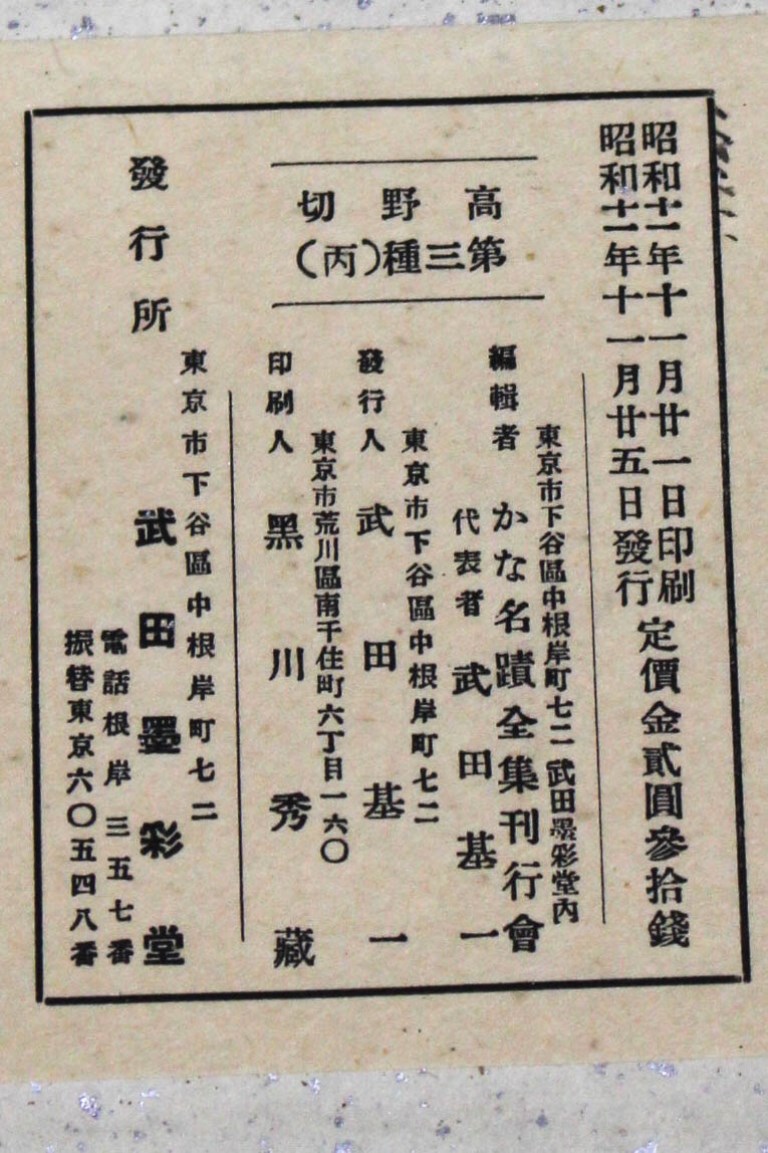 昭和十二年十一月廿一日印刷
昭和十二年十一月廿五日發行
定價金貳圓參拾錢
高野切
第三種(丙)
東京市下谷區中根岸町七二 武田墨彩堂內
編輯者 かな名蹟全集刊行會
代表者 武田基一
東京市下谷區中根岸町七二
發行人 武田基一
東京市荒川區南千住町六丁目一六〇
印刷人 黑川秀藏
東京市下谷區中根岸町七二
發行所 武田墨彩堂
電話根岸三五七番
振替東京六〇五四八番